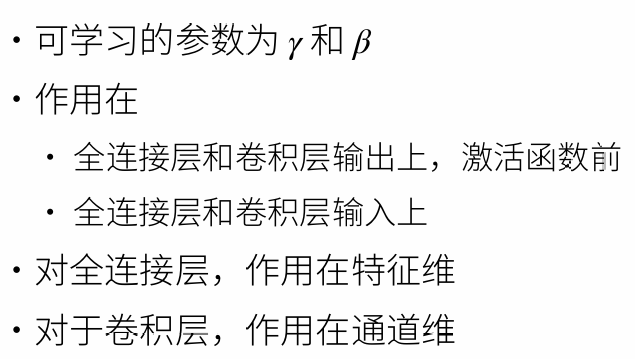 • 可学习的参数为 γ 和 β
• 作用在
• 全连接层和卷积层输出上，激活函数前
• 全连接层和卷积层输入上
• 对全连接层，作用在特征维
• 对于卷积层，作用在通道维